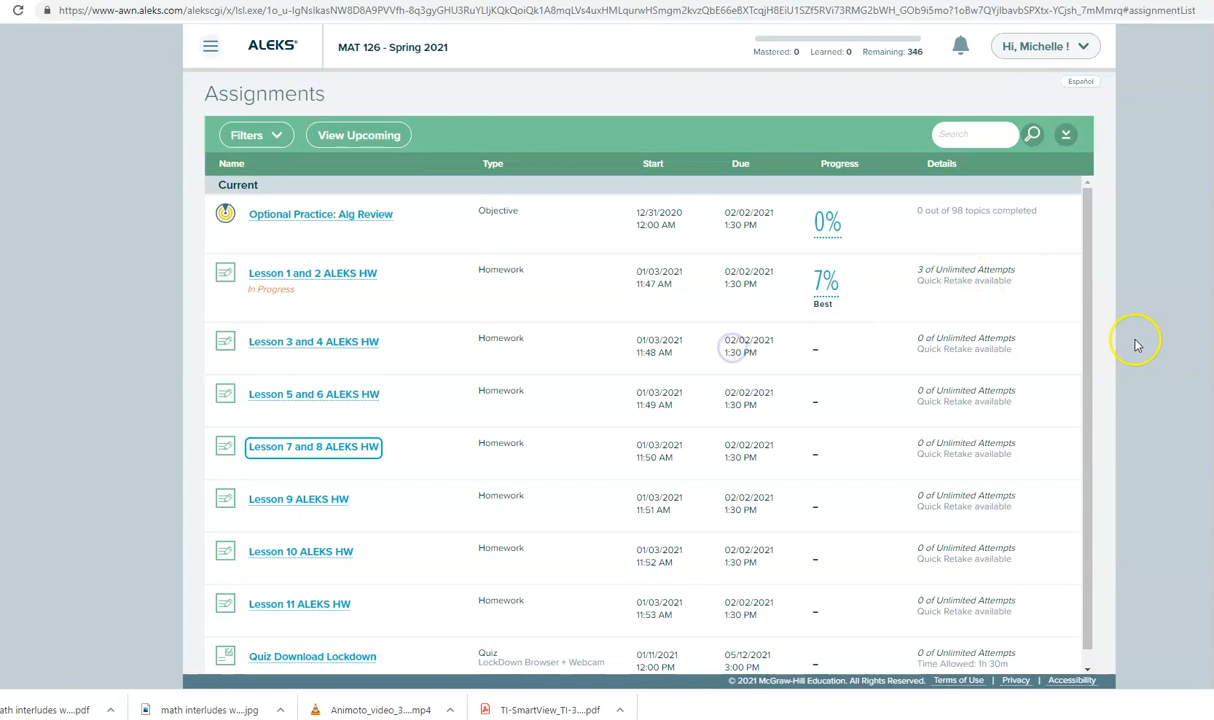 https://www-awn.aleks.com/alekscgi/x/Isl.exe/1o_u-IgNsIkasNW8D8A9PVVfh-8q3gyGHU3RuYLIjKQkQoiQk1A8mqLVs4uxHMLqurwHSmgm2kvzQbE66eBXTcqjH8EiU1SZf5RVi73RMG2bWH_GOb9i5mo?1oBw7QYjIbavbSPXtx-YCjsh_7mMmrq#assignmentList
ALEKS®
MAT 126 - Spring 2021
Mastered: 0 Learned: 0 Remaining: 346
Hi, Michelle !
Español
Assignments
Filters
View Upcoming
Search
Name Type Start Due Progress Details
Current
Optional Practice: Alg Review Objective 12/31/2020 02/02/2021 0% 0 out of 98 topics completed
12:00 AM 1:30 PM
Lesson 1 and 2 ALEKS HW Homework 01/03/2021 02/02/2021 7% 3 of Unlimited Attempts
In Progress 11:47 AM 1:30 PM Quick Retake available
Best
Lesson 3 and 4 ALEKS HW Homework 01/03/2021 02/02/2021 – 0 of Unlimited Attempts
11:48 AM 1:30 PM Quick Retake available
Lesson 5 and 6 ALEKS HW Homework 01/03/2021 02/02/2021 – 0 of Unlimited Attempts
11:49 AM 1:30 PM Quick Retake available
Lesson 7 and 8 ALEKS HW Homework 01/03/2021 02/02/2021 – 0 of Unlimited Attempts
11:50 AM 1:30 PM Quick Retake available
Lesson 9 ALEKS HW Homework 01/03/2021 02/02/2021 – 0 of Unlimited Attempts
11:51 AM 1:30 PM Quick Retake available
Lesson 10 ALEKS HW Homework 01/03/2021 02/02/2021 – 0 of Unlimited Attempts
11:52 AM 1:30 PM Quick Retake available
Lesson 11 ALEKS HW Homework 01/03/2021 02/02/2021 – 0 of Unlimited Attempts
11:53 AM 1:30 PM Quick Retake available
Quiz Download Lockdown Quiz 01/11/2021 05/12/2021 – 0 of Unlimited Attempts
LockDown Browser + Webcam 12:00 PM 3:00 PM Time Allowed: 1h 30m
© 2021 McGraw-Hill Education. All Rights Reserved. Terms of Use | Privacy | Accessibility
ath interludes w....pdf math interludes w....jpg Animoto_video_3....mp4 TI-SmartView_TI-3....pdf